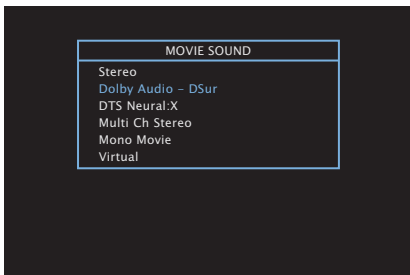 MOVIE SOUND
Stereo
Dolby Audio – DSur
DTS Neural:X
Multi Ch Stereo
Mono Movie
Virtual